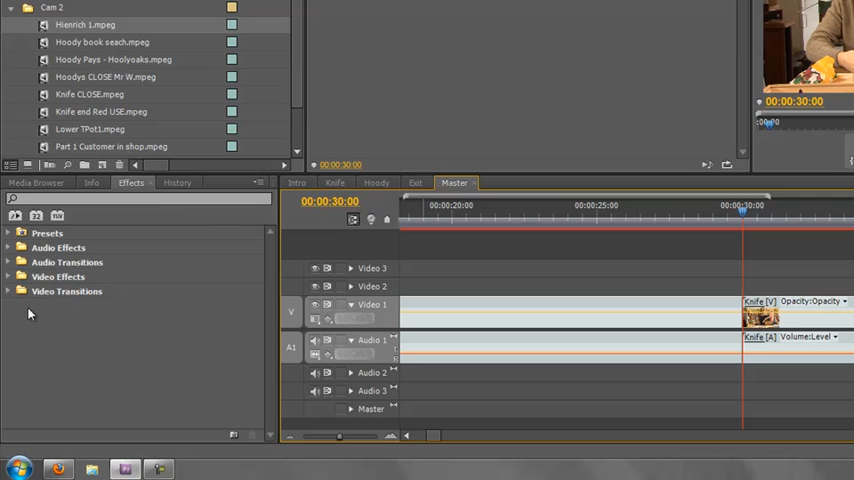 Cam 2
Hienrich 1.mpeg
Hoody book seach.mpeg
Hoody Pays - Hoolyoaks.mpeg
Hoodys CLOSE Mr W.mpeg
Knife CLOSE.mpeg
Knife end Red USE.mpeg
Lower TPot1.mpeg
Part 1 Customer in shop.mpeg
00:00:30:00
00:00:30:00
;00;00
Media Browser Info Effects × History
32 YUV
Presets
Audio Effects
Audio Transitions
Video Effects
Video Transitions
Intro Knife Hoody Exit Master ×
00:00:30:00
00:00:20:00 00:00:25:00 00:00:30:00
Video 3
Video 2
V Video 1
Knife [V] Opacity:Opacity
A1 Audio 1
Knife [A] Volume:Level
Audio 2
Audio 3
Master